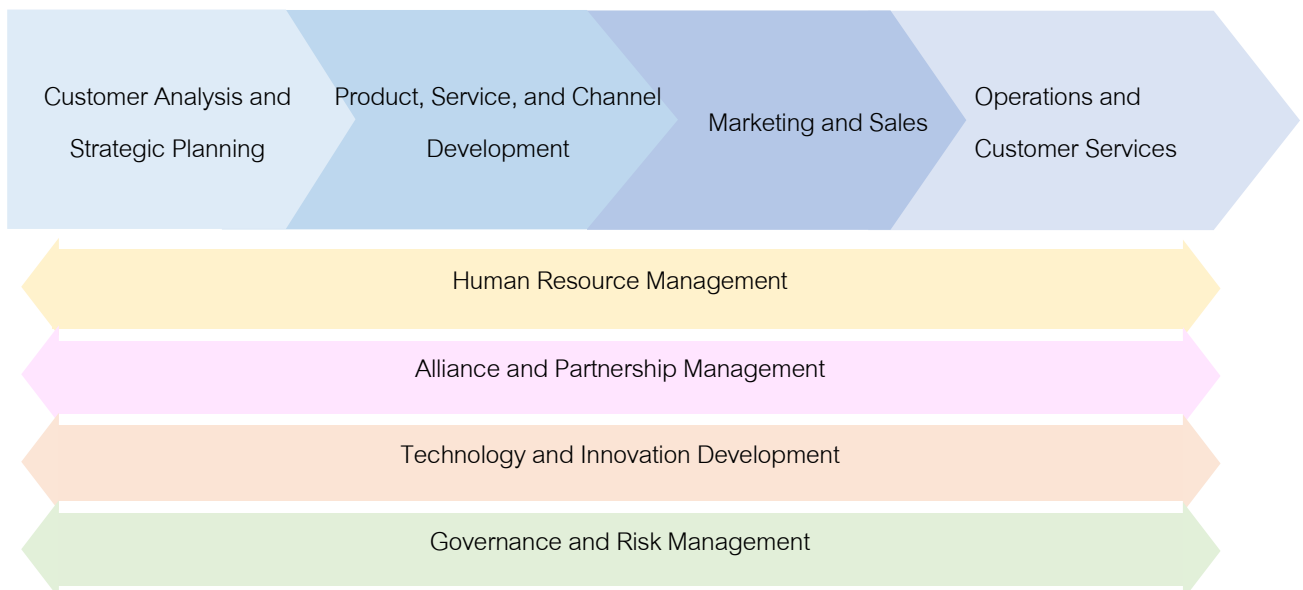 Customer Analysis and
Strategic Planning
Product, Service, and Channel
Development
Marketing and Sales
Operations and
Customer Services
Human Resource Management
Alliance and Partnership Management
Technology and Innovation Development
Governance and Risk Management